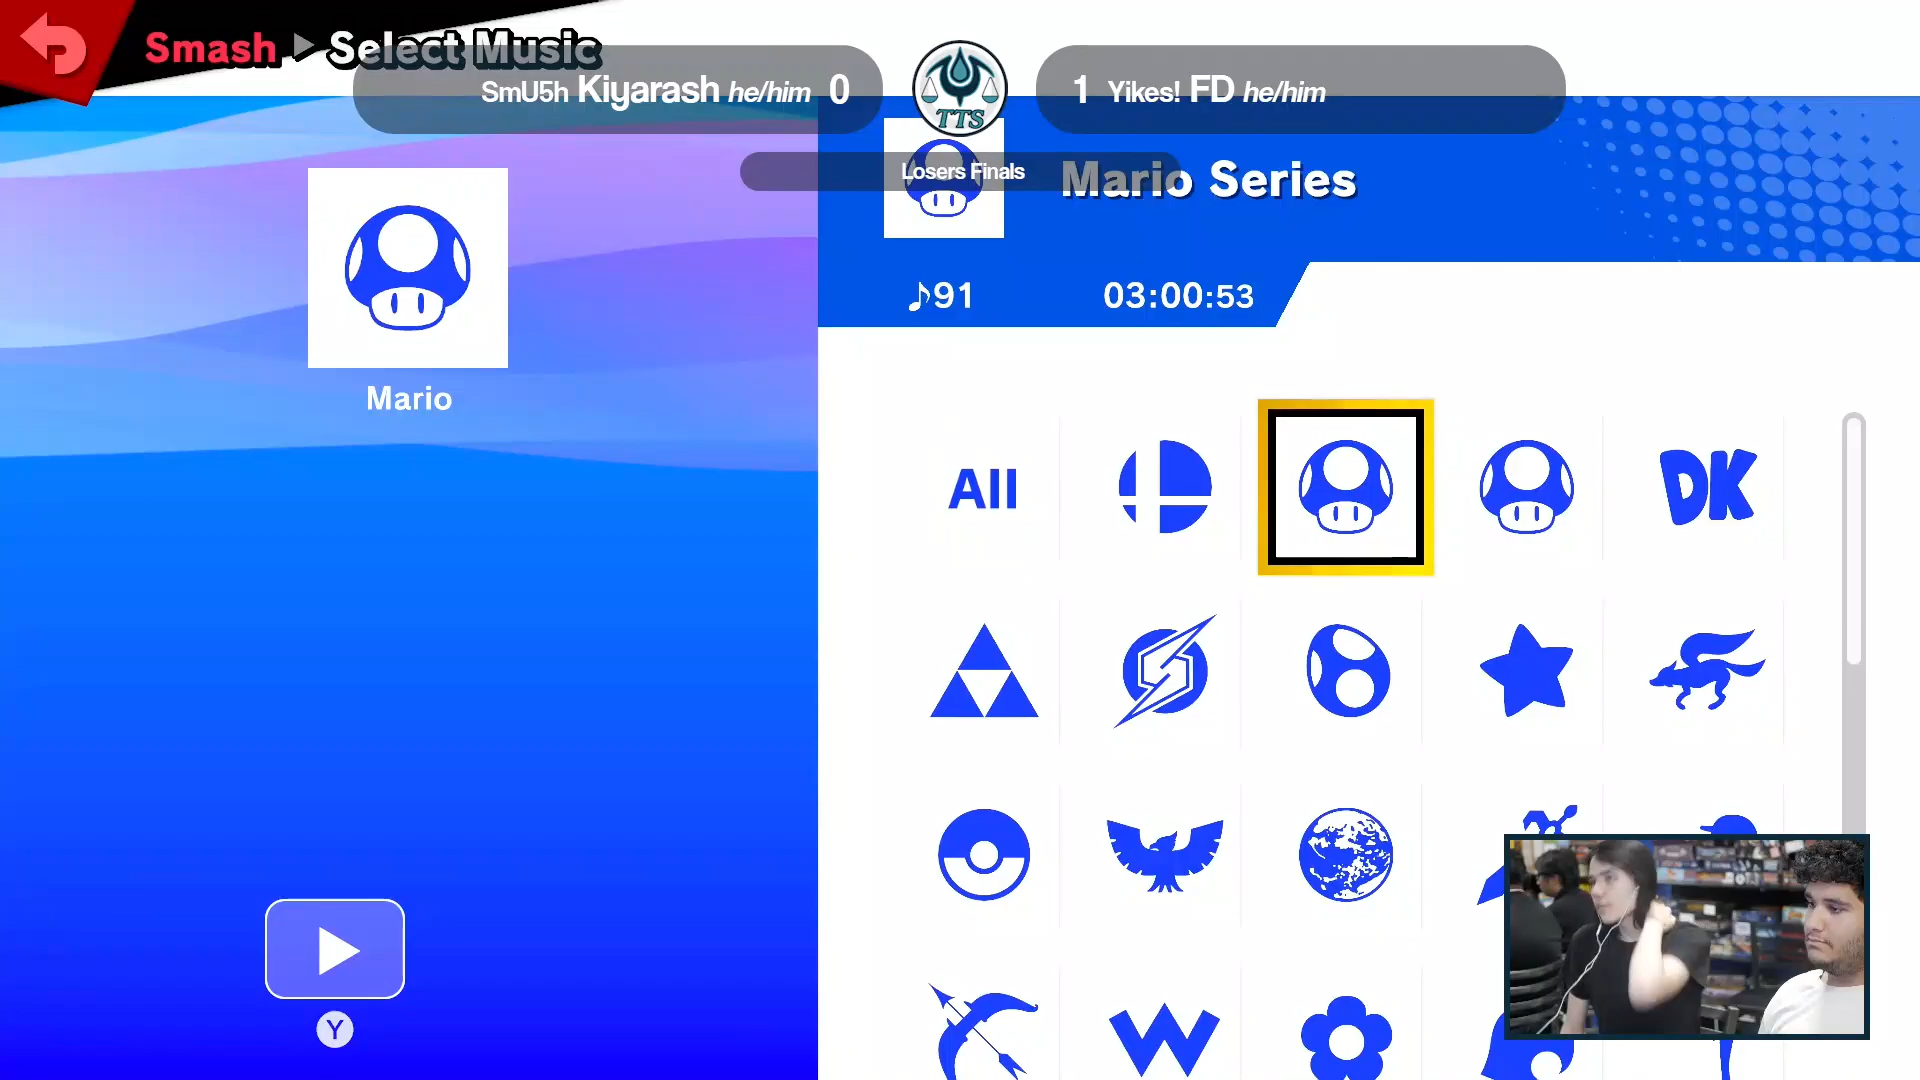 Smash ▶ Select Music
SmU5h Kiyarash he/him 0
TTS
1 Yikes! FD he/him
Losers Finals
Mario Series
♪91 03:00:53
Mario
All
DK
Y